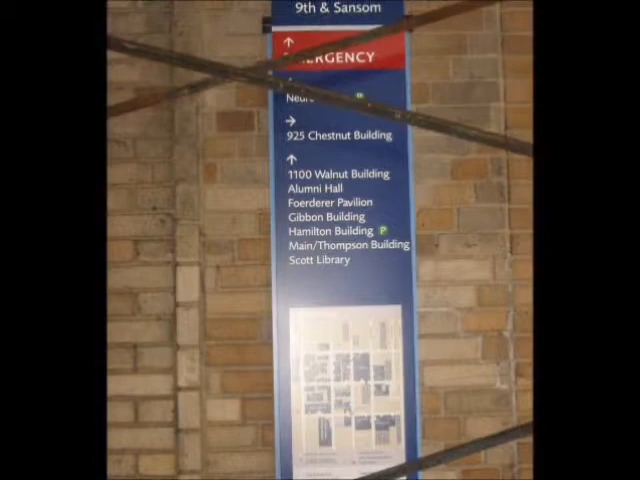 9th & Sansom
↑
EMERGENCY
→
925 Chestnut Building
↑
1100 Walnut Building
Alumni Hall
Foerderer Pavilion
Gibbon Building
Hamilton Building P
Main/Thompson Building
Scott Library